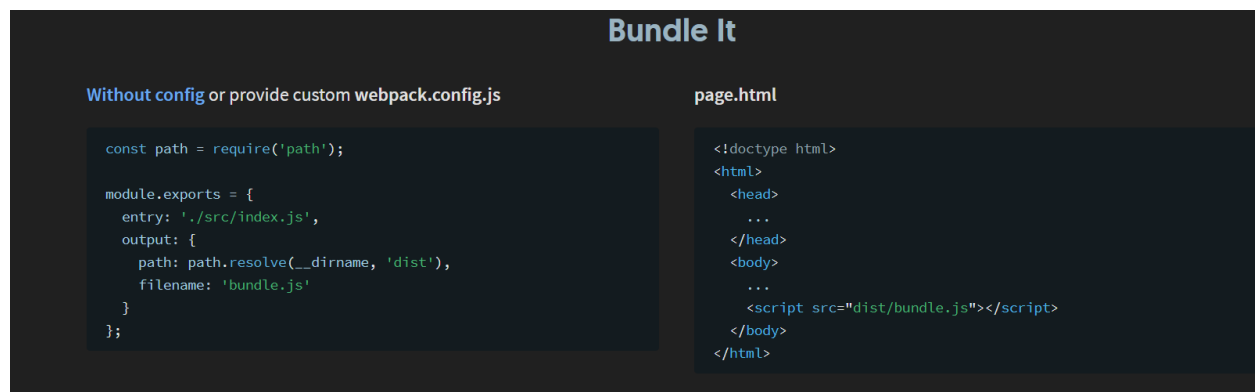 Bundle It
Without config or provide custom webpack.config.js
const path = require('path');
module.exports = {
  entry: './src/index.js',
  output: {
    path: path.resolve(__dirname, 'dist'),
    filename: 'bundle.js'
  }
};
page.html
<!doctype html>
<html>
  <head>
    ...
  </head>
  <body>
    ...
    <script src="dist/bundle.js"></script>
  </body>
</html>